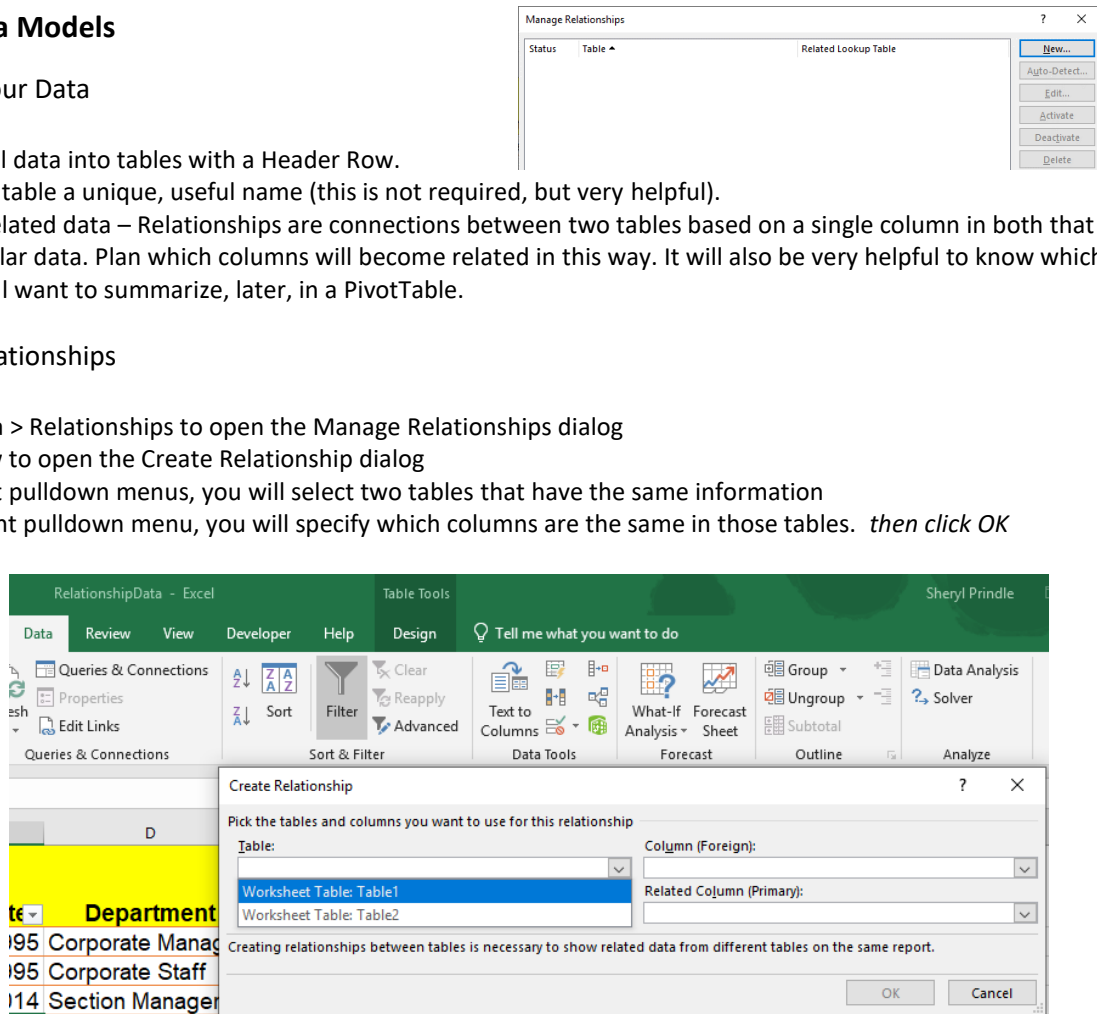 a Models
Manage Relationships ? ×
Status Table Related Lookup Table
New...
Auto-Detect...
Edit...
Activate
Deactivate
Delete
our Data
l data into tables with a Header Row.
table a unique, useful name (this is not required, but very helpful).
elated data – Relationships are connections between two tables based on a single column in both that
lar data. Plan which columns will become related in this way. It will also be very helpful to know which
l want to summarize, later, in a PivotTable.
ationships
> Relationships to open the Manage Relationships dialog
to open the Create Relationship dialog
t pulldown menus, you will select two tables that have the same information
nt pulldown menu, you will specify which columns are the same in those tables. then click OK
RelationshipData - Excel Table Tools Sheryl Prindle
Data Review View Developer Help Design Tell me what you want to do
Queries & Connections Clear Group Data Analysis
Properties Reapply Ungroup Solver
esh Edit Links Sort Filter Advanced Text to Columns What-If Analysis Forecast Sheet Subtotal
Queries & Connections Sort & Filter Data Tools Forecast Outline Analyze
Create Relationship ? ×
Pick the tables and columns you want to use for this relationship
D
Table: Column (Foreign):
Worksheet Table: Table1 Related Column (Primary):
Worksheet Table: Table2
te Department
995 Corporate Manag
Creating relationships between tables is necessary to show related data from different tables on the same report.
995 Corporate Staff
014 Section Manager
OK Cancel